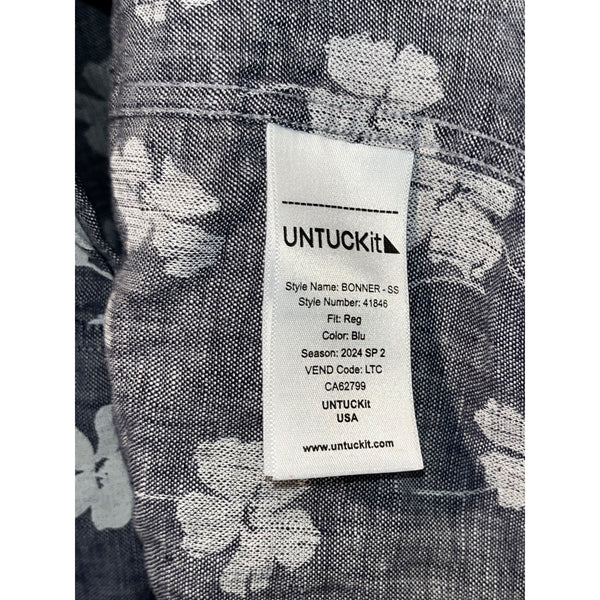 UNTUCKit
Style Name: BONNER - SS
Style Number: 41846
Fit: Reg
Color: Blu
Season: 2024 SP 2
VEND Code: LTC
CA62799
UNTUCKit
USA
www.untuckit.com